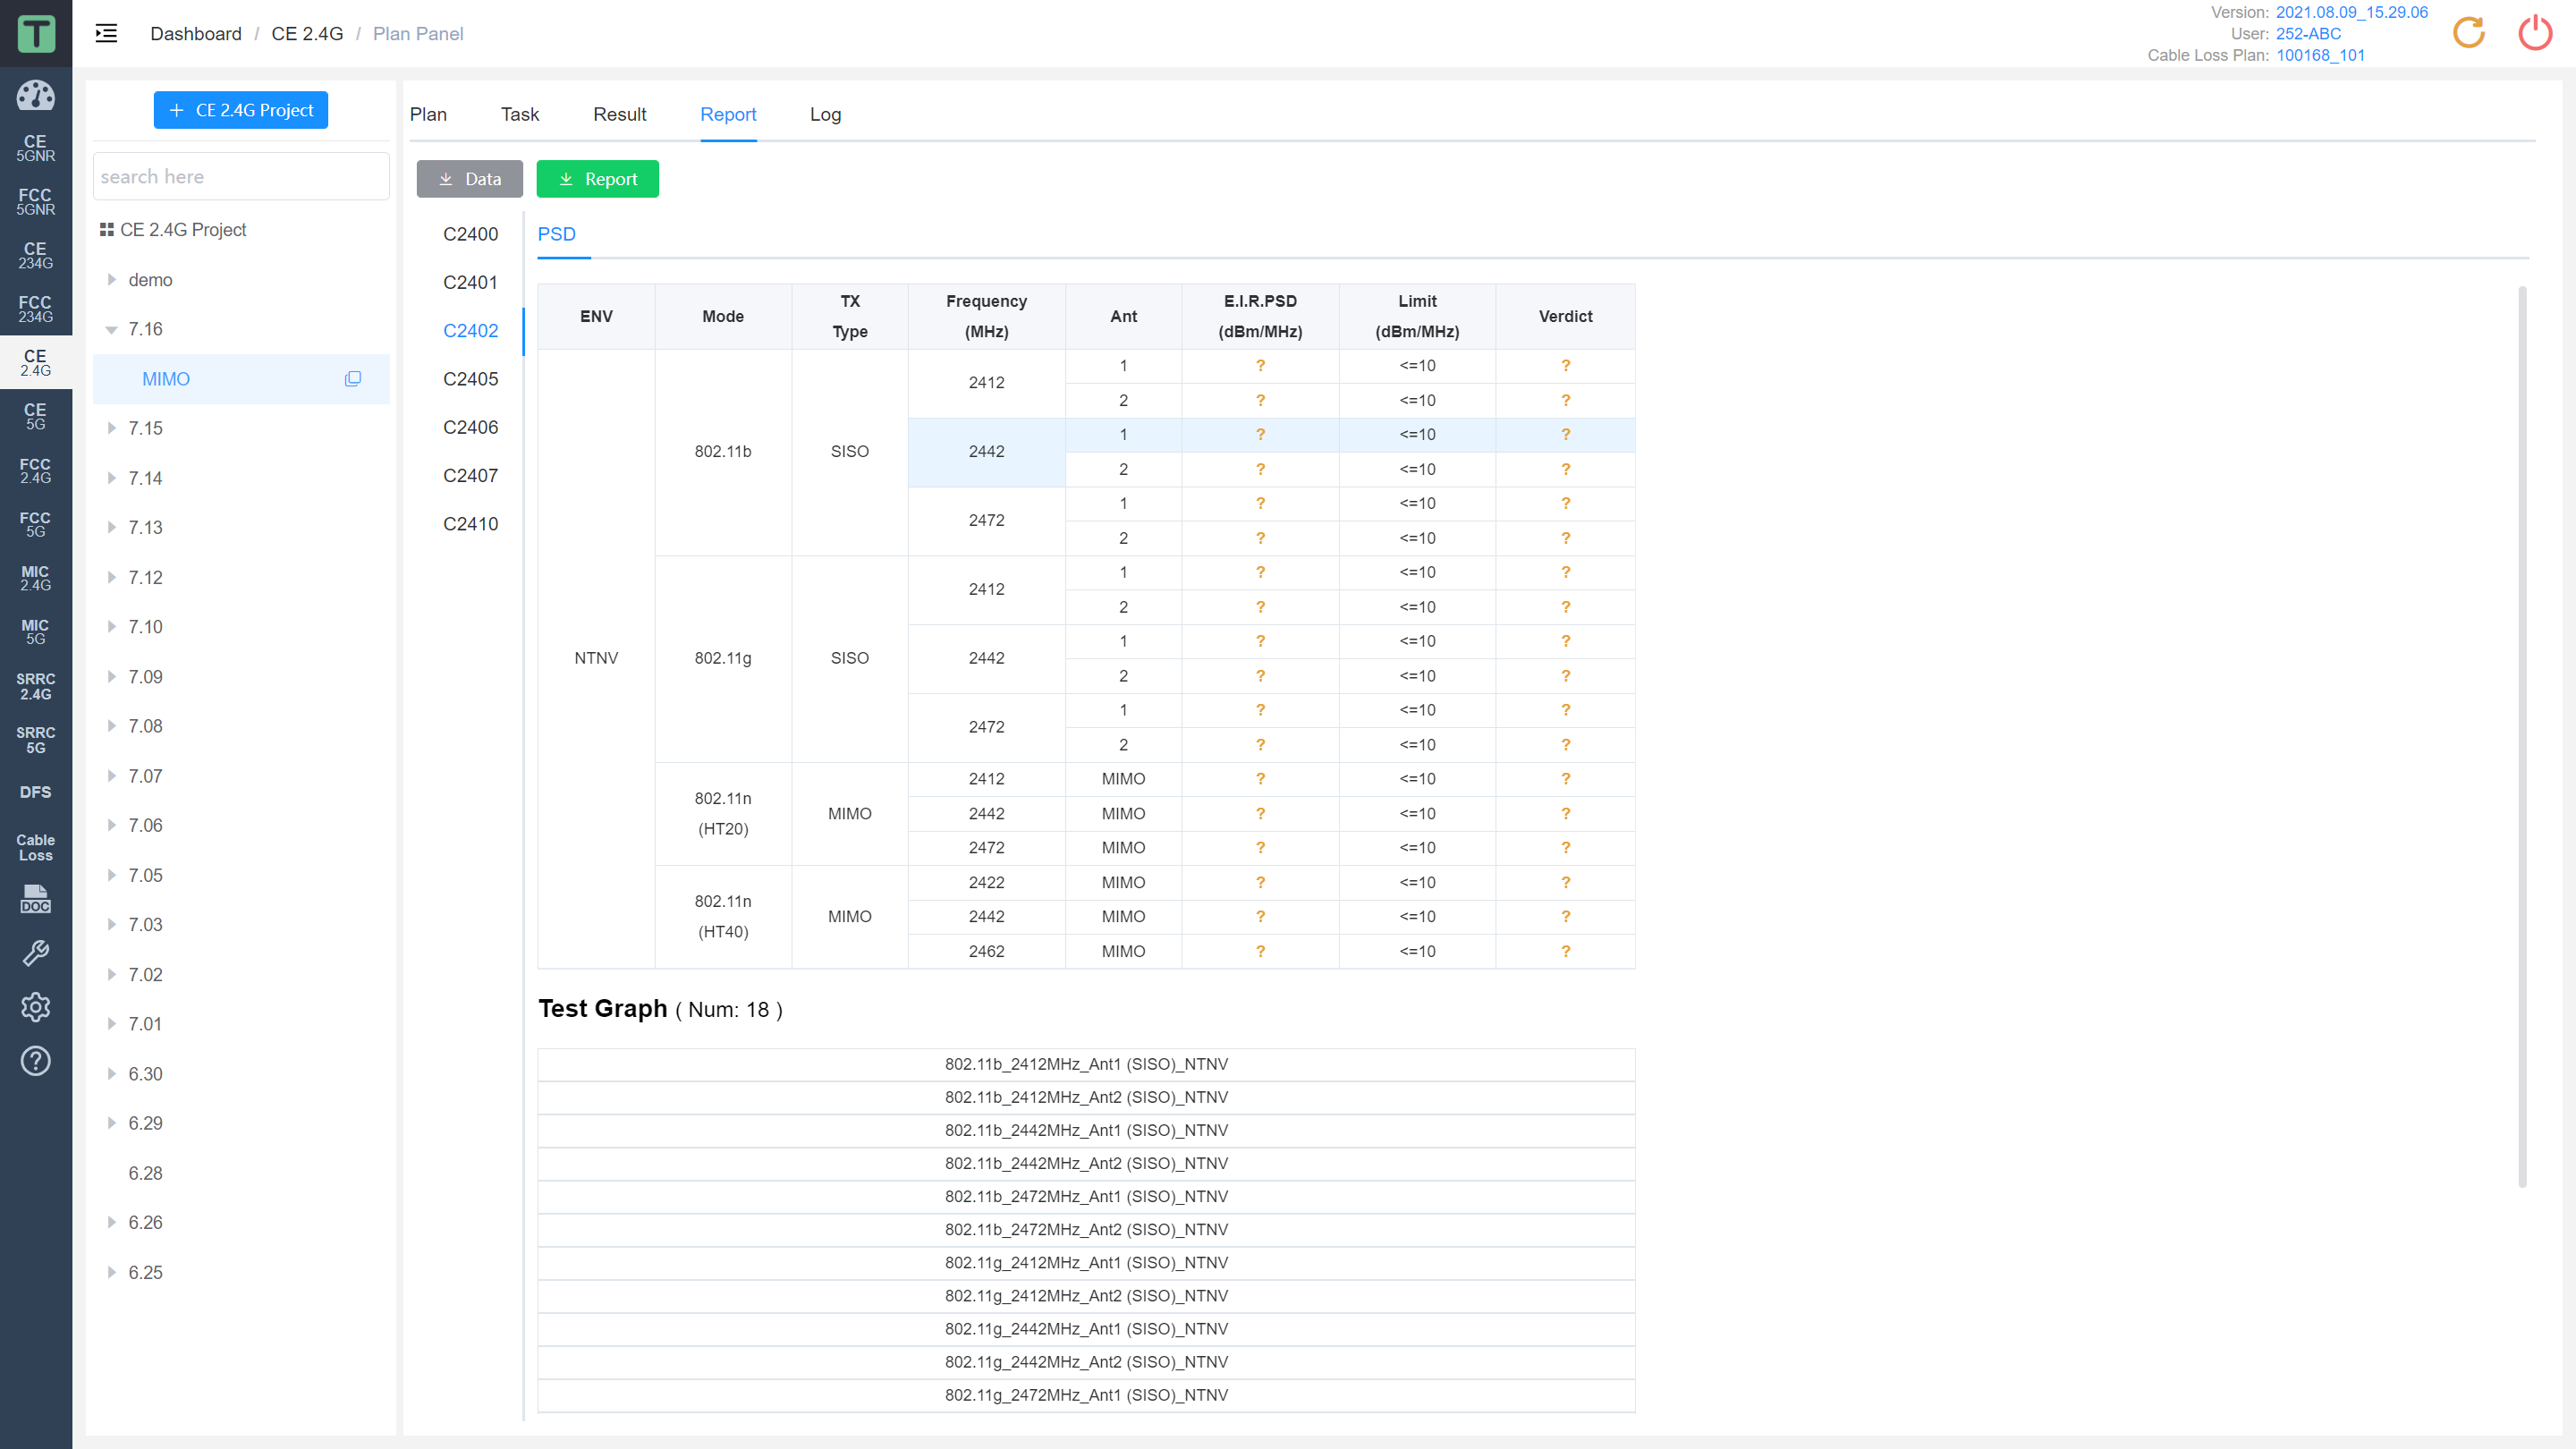 T
Dashboard / CE 2.4G / Plan Panel
Version: 2021.08.09_15.29.06
User: 252-ABC
Cable Loss Plan: 100168_101
CE
5GNR
FCC
5GNR
CE
234G
FCC
234G
CE
2.4G
CE
5G
FCC
2.4G
FCC
5G
MIC
2.4G
MIC
5G
SRRC
2.4G
SRRC
5G
DFS
Cable
Loss
DOC
+ CE 2.4G Project
search here
CE 2.4G Project
demo
7.16
MIMO
7.15
7.14
7.13
7.12
7.10
7.09
7.08
7.07
7.06
7.05
7.03
7.02
7.01
6.30
6.29
6.28
6.26
6.25
Plan Task Result Report Log
Data Report
C2400
C2401
C2402
C2405
C2406
C2407
C2410
PSD
ENV Mode TX Type Frequency (MHz) Ant E.I.R.PSD (dBm/MHz) Limit (dBm/MHz) Verdict
NTNV 802.11b SISO 2412 1 ? <=10 ?
2 ? <=10 ?
2442 1 ? <=10 ?
2 ? <=10 ?
2472 1 ? <=10 ?
2 ? <=10 ?
802.11g SISO 2412 1 ? <=10 ?
2 ? <=10 ?
2442 1 ? <=10 ?
2 ? <=10 ?
2472 1 ? <=10 ?
2 ? <=10 ?
802.11n (HT20) MIMO 2412 MIMO ? <=10 ?
2442 MIMO ? <=10 ?
2472 MIMO ? <=10 ?
802.11n (HT40) MIMO 2422 MIMO ? <=10 ?
2442 MIMO ? <=10 ?
2462 MIMO ? <=10 ?
Test Graph ( Num: 18 )
802.11b_2412MHz_Ant1 (SISO)_NTNV
802.11b_2412MHz_Ant2 (SISO)_NTNV
802.11b_2442MHz_Ant1 (SISO)_NTNV
802.11b_2442MHz_Ant2 (SISO)_NTNV
802.11b_2472MHz_Ant1 (SISO)_NTNV
802.11b_2472MHz_Ant2 (SISO)_NTNV
802.11g_2412MHz_Ant1 (SISO)_NTNV
802.11g_2412MHz_Ant2 (SISO)_NTNV
802.11g_2442MHz_Ant1 (SISO)_NTNV
802.11g_2442MHz_Ant2 (SISO)_NTNV
802.11g_2472MHz_Ant1 (SISO)_NTNV